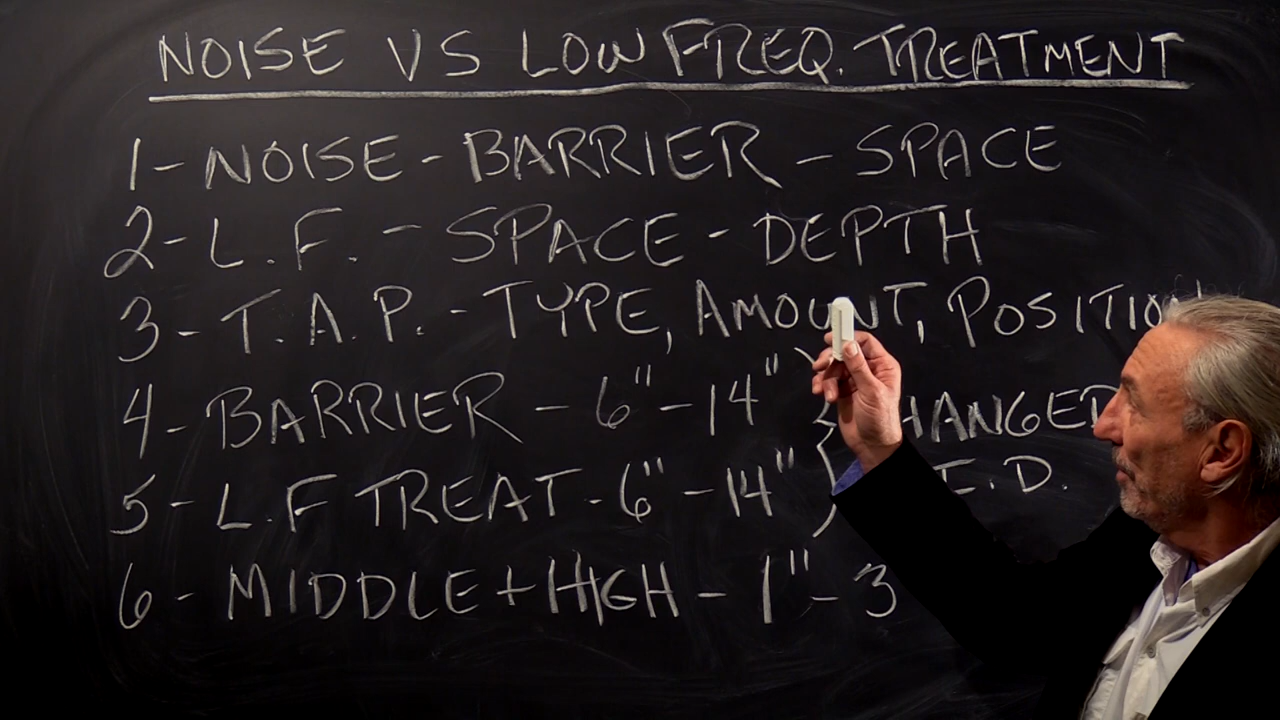 NOISE VS LOW FREQ. TREATMENT
1- NOISE - BARRIER - SPACE
2- L.F. - SPACE - DEPTH
3- T.A.P. - TYPE, AMOUNT, POSITION
4- BARRIER - 6" - 14" }
5- L.F TREAT - 6" - 14"
6- MIDDLE + HIGH - 1" - 3